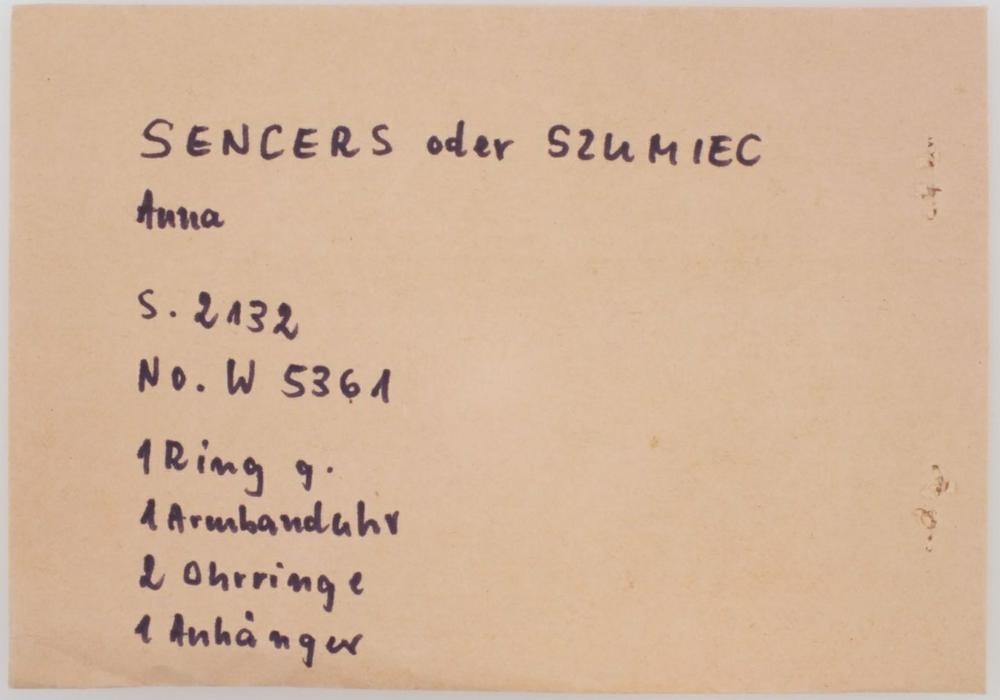 SENCERS oder SZUMIEC
Anna
S. 2132
No. W 5361
1 Ring g.
1 Armbanduhr
2 Ohrringe
1 Anhänger